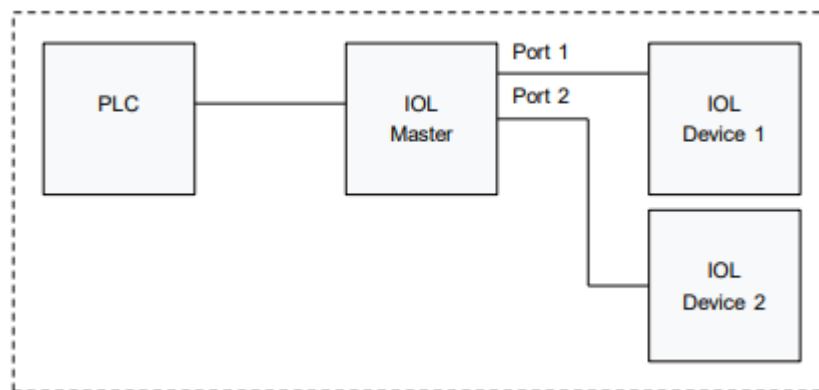 PLC
IOL
Master
Port 1
Port 2
IOL
Device 1
IOL
Device 2